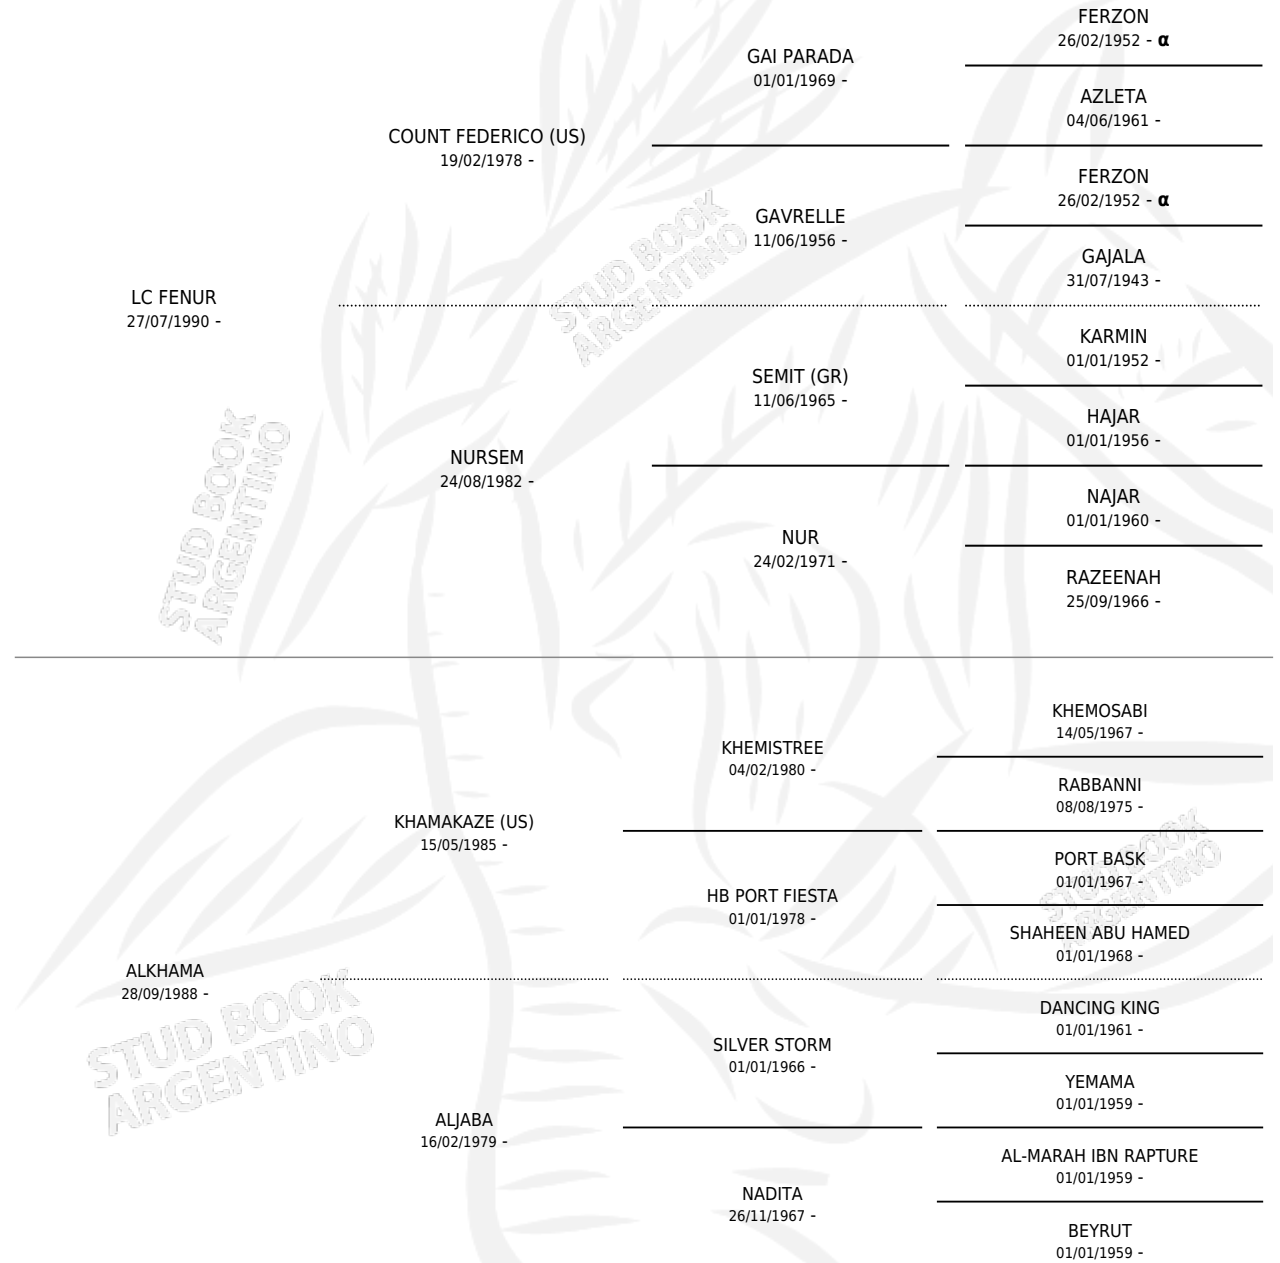 FERZON
26/02/1952 - α
GAI PARADA
01/01/1969 -
AZLETA
04/06/1961 -
COUNT FEDERICO (US)
19/02/1978 -
FERZON
26/02/1952 - α
GAVRELLE
11/06/1956 -
GAJALA
31/07/1943 -
LC FENUR
27/07/1990 -
KARMIN
01/01/1952 -
SEMIT (GR)
11/06/1965 -
HAJAR
01/01/1956 -
NURSEM
24/08/1982 -
NAJAR
01/01/1960 -
NUR
24/02/1971 -
RAZEENAH
25/09/1966 -
STUD BOOK
ARGENTINO
STUD BOOK
ARGENTINO
KHEMOSABI
14/05/1967 -
KHEMISTREE
04/02/1980 -
RABBANNI
08/08/1975 -
KHAMAKAZE (US)
15/05/1985 -
PORT BASK
01/01/1967 -
HB PORT FIESTA
01/01/1978 -
SHAHEEN ABU HAMED
01/01/1968 -
ALKHAMA
28/09/1988 -
DANCING KING
01/01/1961 -
SILVER STORM
01/01/1966 -
YEMAMA
01/01/1959 -
ALJABA
16/02/1979 -
AL-MARAH IBN RAPTURE
01/01/1959 -
NADITA
26/11/1967 -
BEYRUT
01/01/1959 -
STUD BOOK
ARGENTINO
STUD BOOK
ARGENTINO